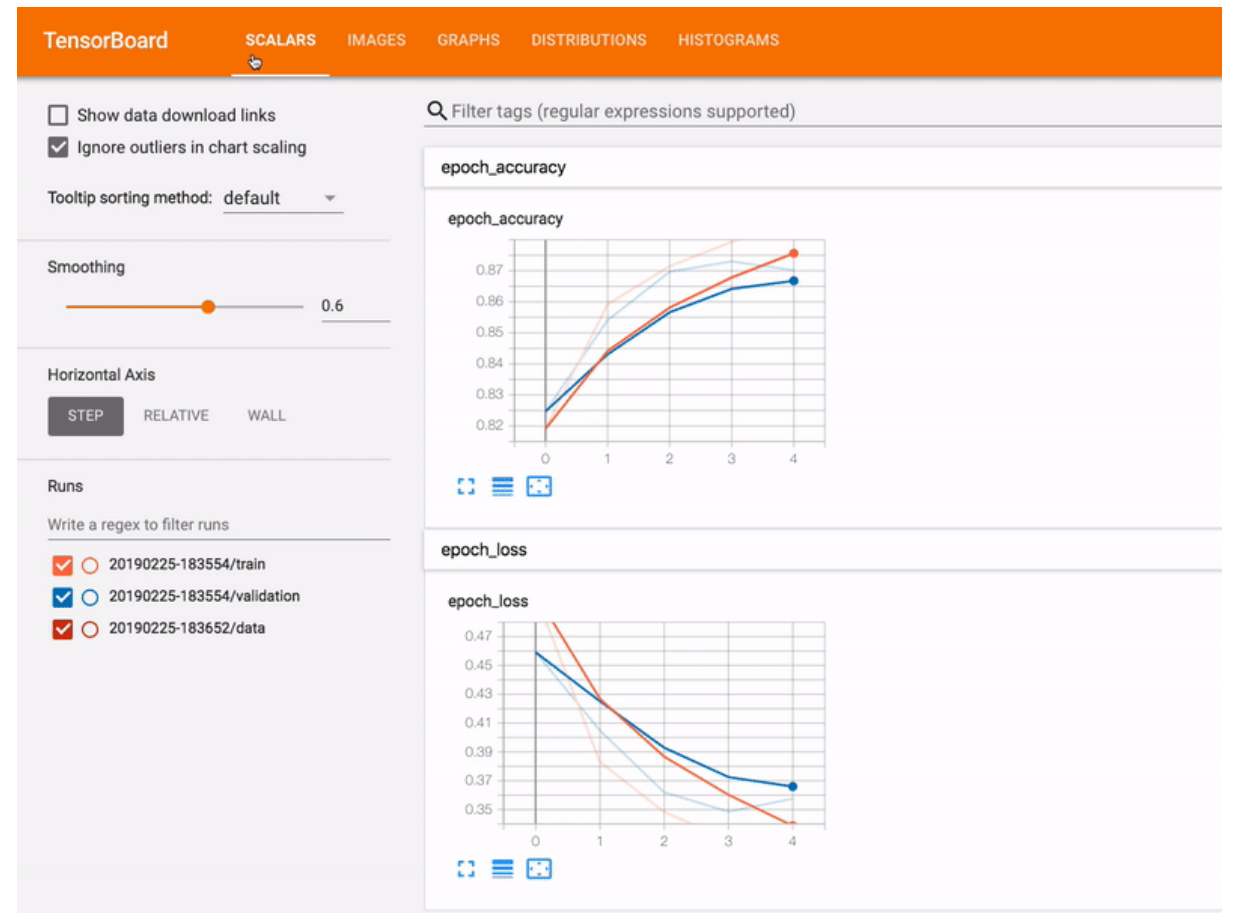 TensorBoard SCALARS IMAGES GRAPHS DISTRIBUTIONS HISTOGRAMS
Show data download links
Ignore outliers in chart scaling
Tooltip sorting method: default
Smoothing
0.6
Horizontal Axis
STEP RELATIVE WALL
Runs
Write a regex to filter runs
20190225-183554/train
20190225-183554/validation
20190225-183652/data
Filter tags (regular expressions supported)
epoch_accuracy
epoch_accuracy
0.87
0.86
0.85
0.84
0.83
0.82
0 1 2 3 4
epoch_loss
epoch_loss
0.47
0.45
0.43
0.41
0.39
0.37
0.35
0 1 2 3 4